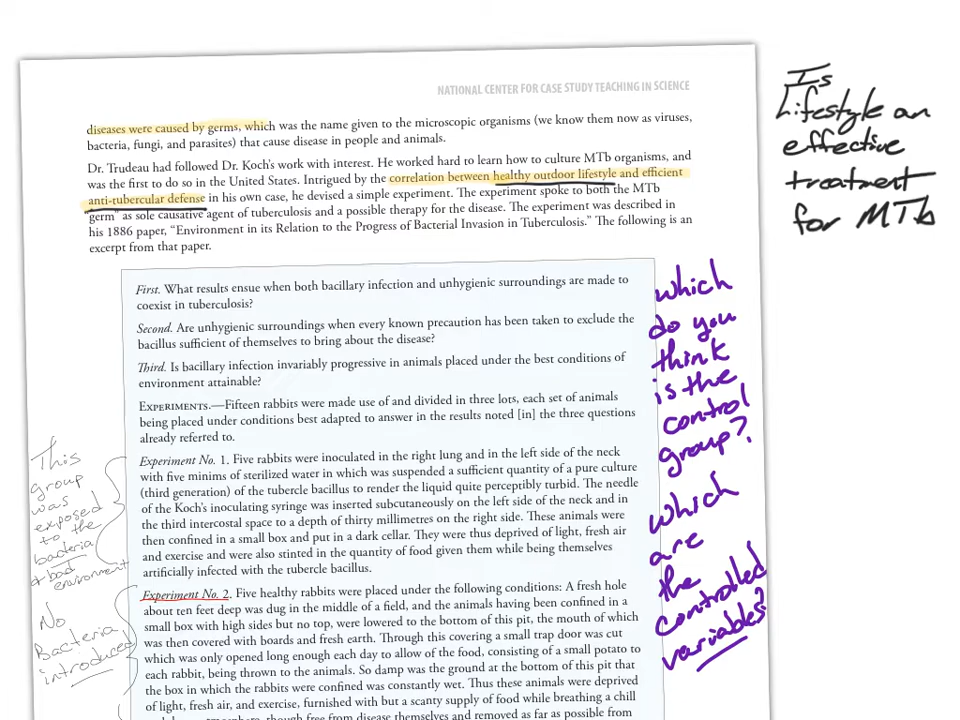 NATIONAL CENTER FOR CASE STUDY TEACHING IN SCIENCE
diseases were caused by germs, which was the name given to the microscopic organisms (we know them now as viruses,
bacteria, fungi, and parasites) that cause disease in people and animals.
Dr. Trudeau had followed Dr. Koch's work with interest. He worked hard to learn how to culture MTb organisms, and
was the first to do so in the United States. Intrigued by the correlation between healthy outdoor lifestyle and efficient
anti-tubercular defense in his own case, he devised a simple experiment. The experiment spoke to both the MTb
"germ" as sole causative agent of tuberculosis and a possible therapy for the disease. The experiment was described in
his 1886 paper, "Environment in its Relation to the Progress of Bacterial Invasion in Tuberculosis." The following is an
excerpt from that paper.
First. What results ensue when both bacillary infection and unhygienic surroundings are made to
coexist in tuberculosis?
Second. Are unhygienic surroundings when every known precaution has been taken to exclude the
bacillus sufficient of themselves to bring about the disease?
Third. Is bacillary infection invariably progressive in animals placed under the best conditions of
environment attainable?
EXPERIMENTS.—Fifteen rabbits were made use of and divided in three lots, each set of animals
being placed under conditions best adapted to answer in the results noted [in] the three questions
already referred to.
Experiment No. 1. Five rabbits were inoculated in the right lung and in the left side of the neck
with five minims of sterilized water in which was suspended a sufficient quantity of a pure culture
(third generation) of the tubercle bacillus to render the liquid quite perceptibly turbid. The needle
of the Koch's inoculating syringe was inserted subcutaneously on the left side of the neck and in
the third intercostal space to a depth of thirty millimetres on the right side. These animals were
then confined in a small box and put in a dark cellar. They were thus deprived of light, fresh air
and exercise and were also stinted in the quantity of food given them while being themselves
artificially infected with the tubercle bacillus.
Experiment No. 2. Five healthy rabbits were placed under the following conditions: A fresh hole
about ten feet deep was dug in the middle of a field, and the animals having been confined in a
small box with high sides but no top, were lowered to the bottom of this pit, the mouth of which
was then covered with boards and fresh earth. Through this covering a small trap door was cut
which was only opened long enough each day to allow of the food, consisting of a small potato to
each rabbit, being thrown to the animals. So damp was the ground at the bottom of this pit that
the box in which the rabbits were confined was constantly wet. Thus these animals were deprived
of light, fresh air, and exercise, furnished with but a scanty supply of food while breathing a chill
though free from disease themselves and removed as far as possible from
This
group
was
exposed
to the
bacteria
+ bad
environment
No
Bacteria
introduced
which
do you
think
is the
control
group?
which
are
the
controlled
variables?
Is
Lifestyle an
effective
treatment
for MTb